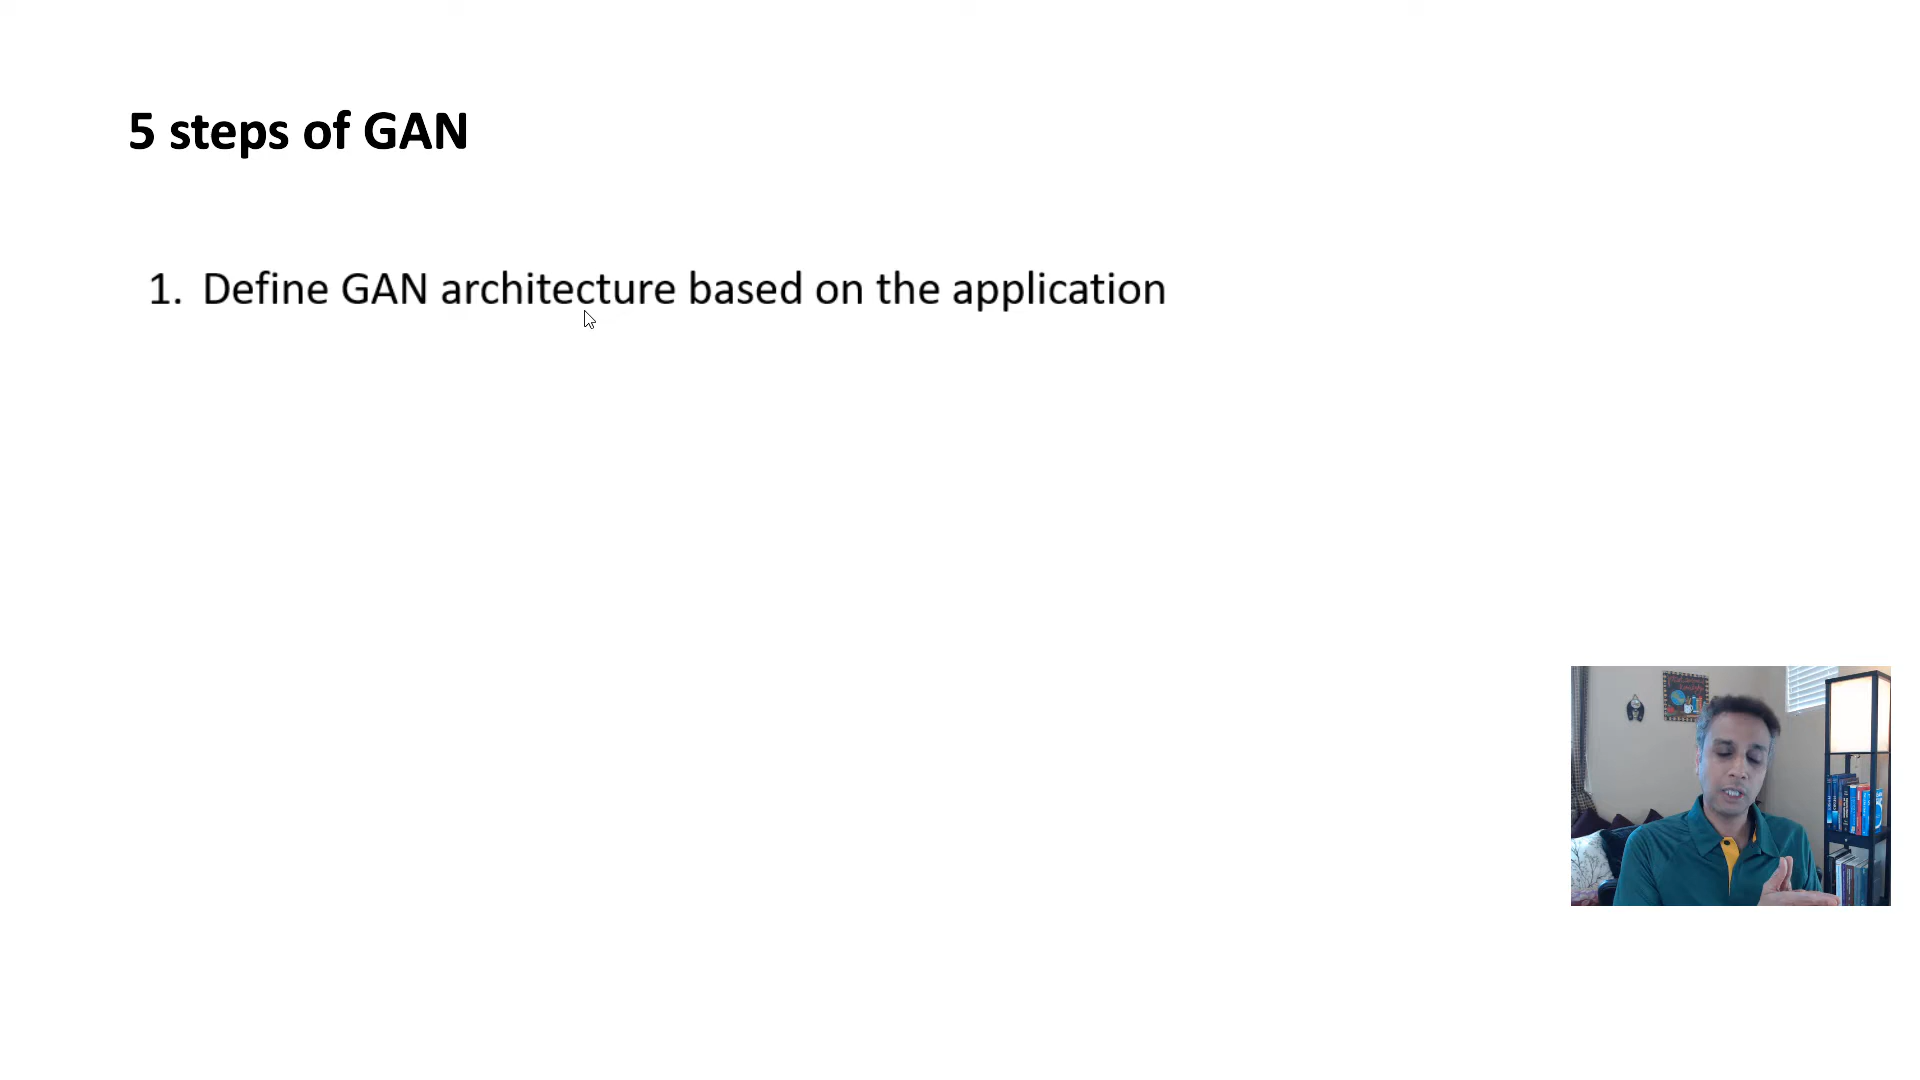 5 steps of GAN
1. Define GAN architecture based on the application